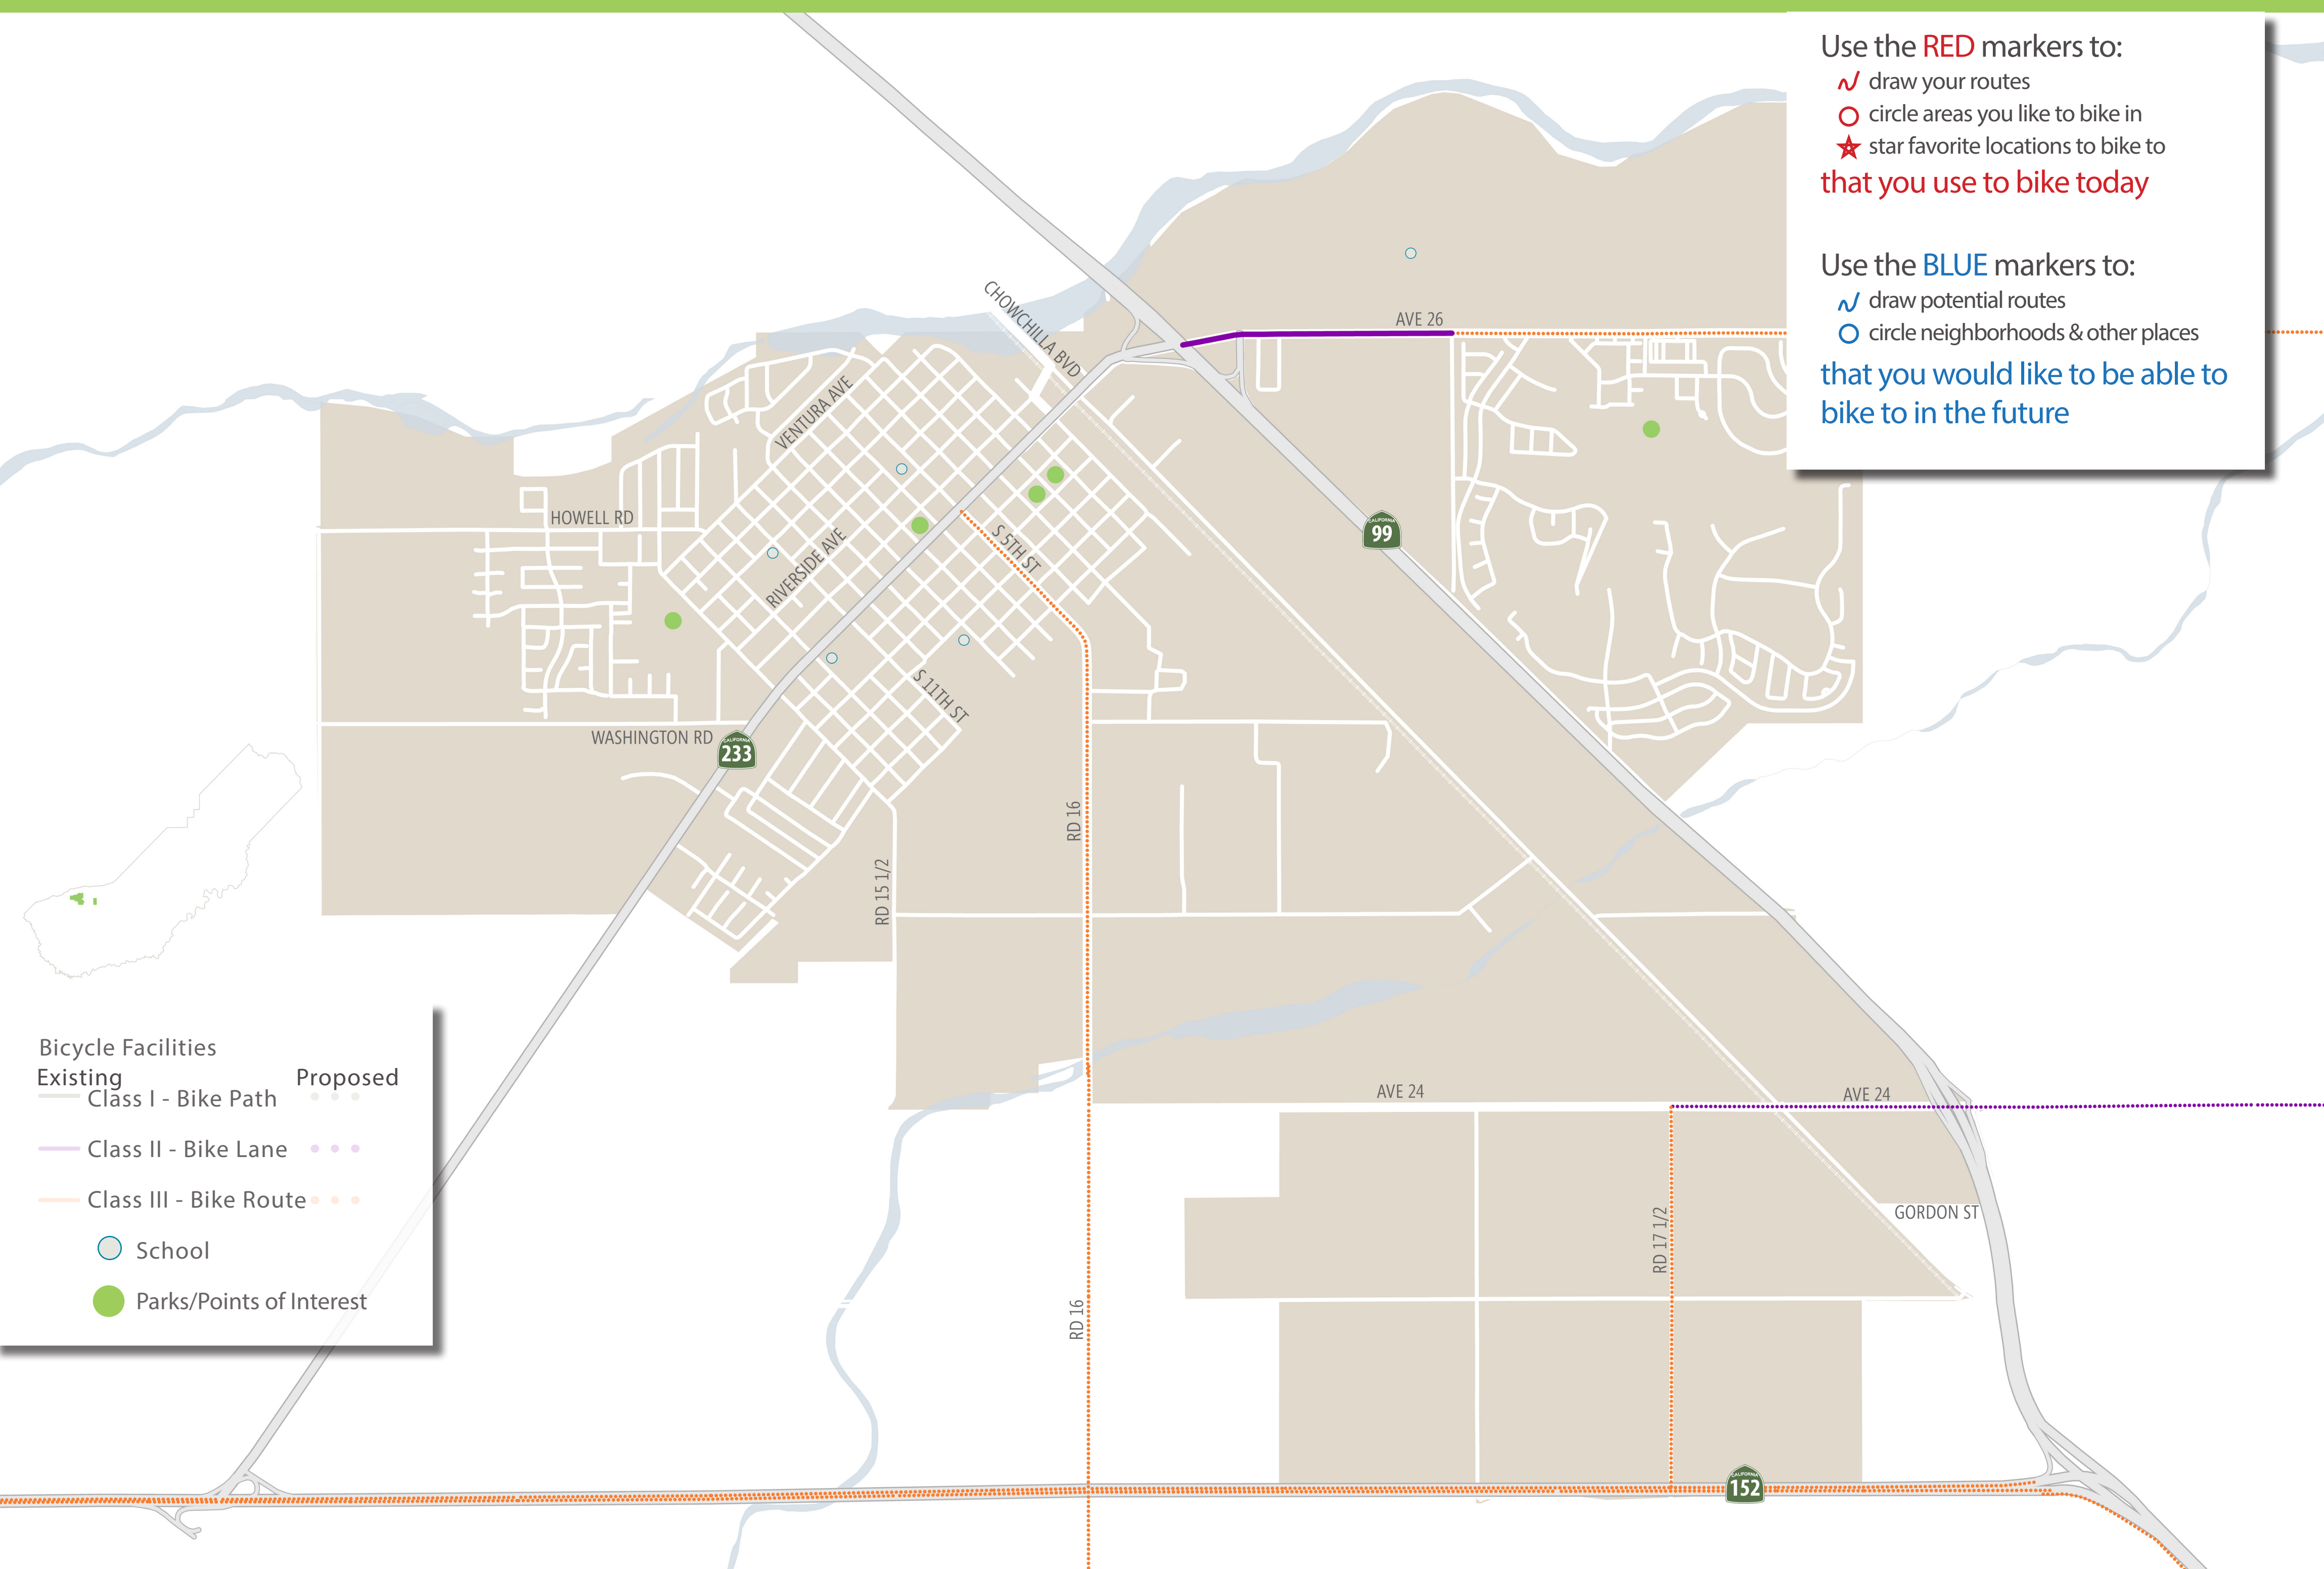 Use the RED markers to:
draw your routes
circle areas you like to bike in
star favorite locations to bike to
that you use to bike today
Use the BLUE markers to:
draw potential routes
circle neighborhoods & other places
that you would like to be able to
bike to in the future
CHOWCHILLA BVD
AVE 26
VENTURA AVE
HOWELL RD
RIVERSIDE AVE
S 5TH ST
CALIFORNIA
99
S 11TH ST
WASHINGTON RD
CALIFORNIA
233
RD 16
RD 15 1/2
AVE 24
AVE 24
RD 17 1/2
GORDON ST
RD 16
CALIFORNIA
152
Bicycle Facilities
Existing
Proposed
Class I - Bike Path
Class II - Bike Lane
Class III - Bike Route
School
Parks/Points of Interest